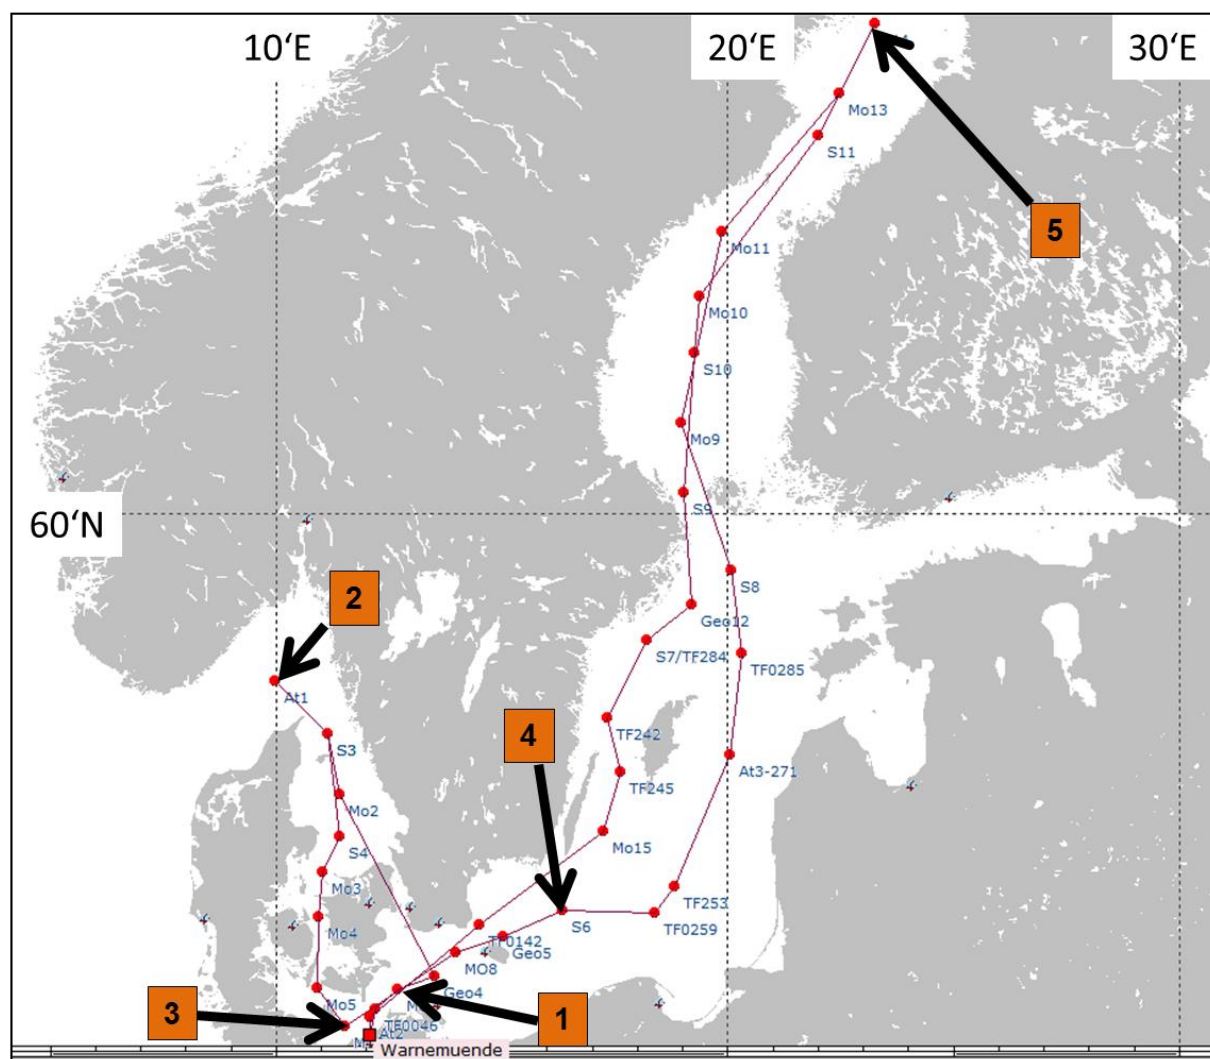 10‘E
20‘E
30‘E
Mo13
S11
5
Mo11
Mo10
S10
Mo9
S9
60‘N
S8
2
Geo12
S7/TF284
TF0285
At1
TF242
4
S3
At3-271
TF245
Mo2
Mo15
S4
Mo3
TF253
Mo4
S6
TF0259
TF0142
Geo5
MO8
Geo4
Mo5
3
1
TF0046
At2
Warnemuende